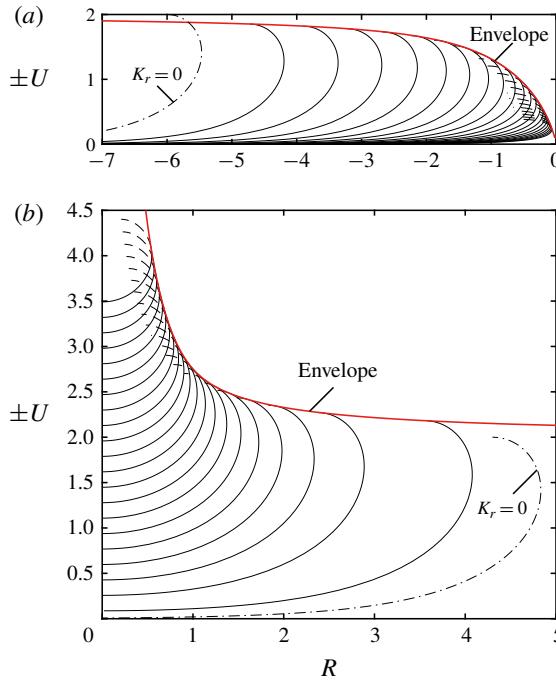 (a)
2
Envelope
±U
1
K_r = 0
0
−7 −6 −5 −4 −3 −2 −1 0
(b)
4.5
4.0
3.5
3.0
Envelope
2.5
±U
2.0
K_r = 0
1.5
1.0
0.5
0 1 2 3 4 5
R